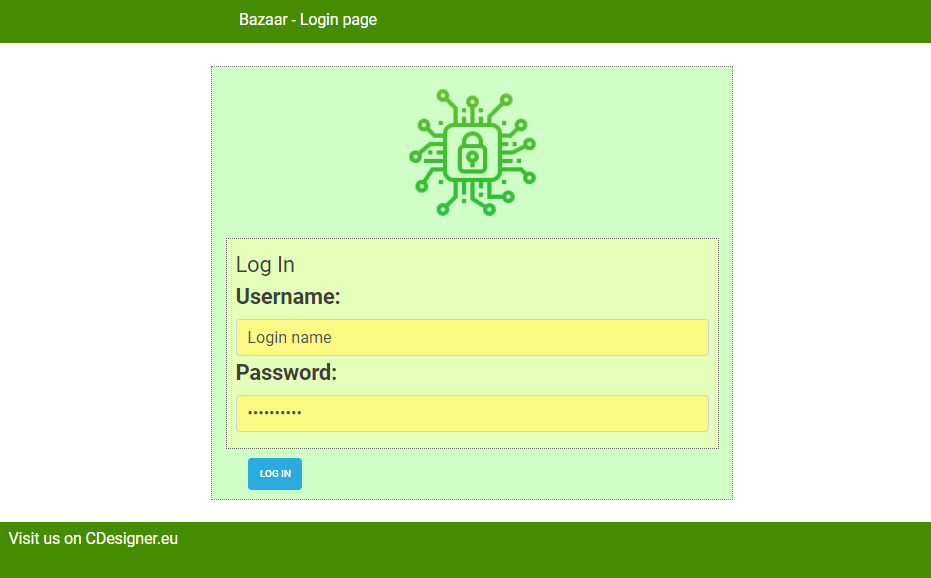 Bazaar - Login page
Log In
Username:
Login name
Password:
••••••••••
LOG IN
Visit us on CDesigner.eu